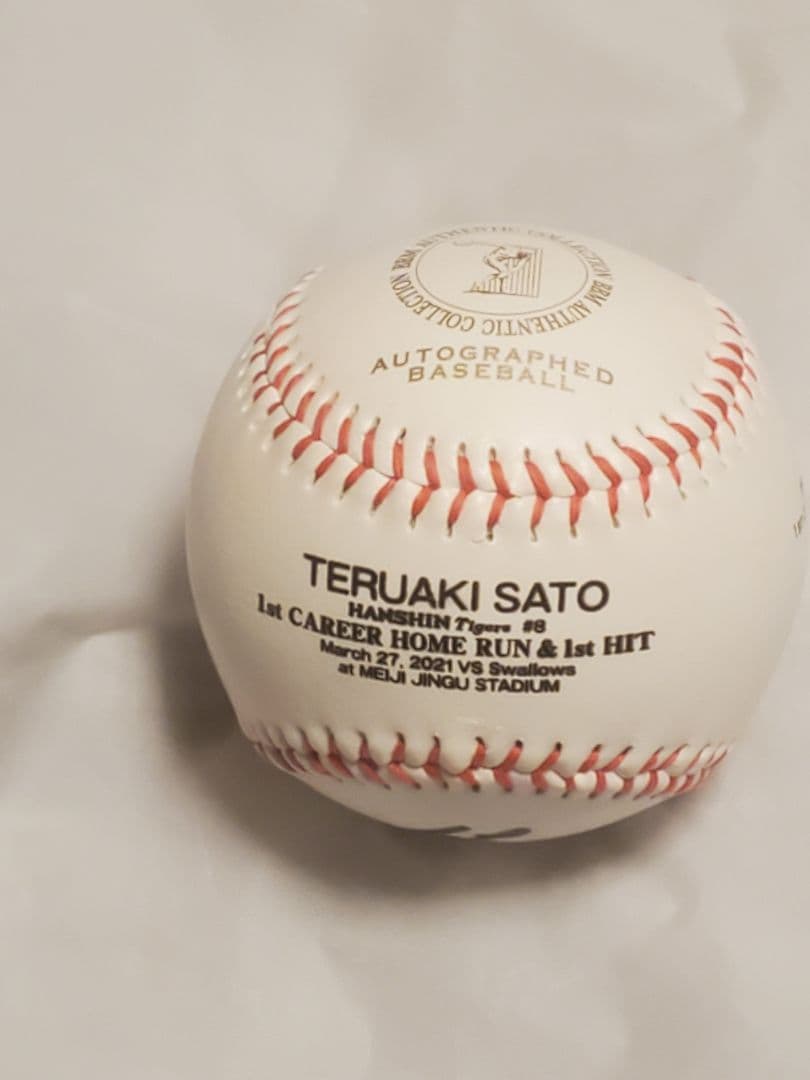 BBM AUTHENTIC COLLECTION BBM AUTHENTIC COLLECTION
AUTOGRAPHED
BASEBALL
TERUAKI SATO
HANSHIN Tigers #8
1st CAREER HOME RUN & 1st HIT
March 27, 2021 VS Swallows
at MEIJI JINGU STADIUM